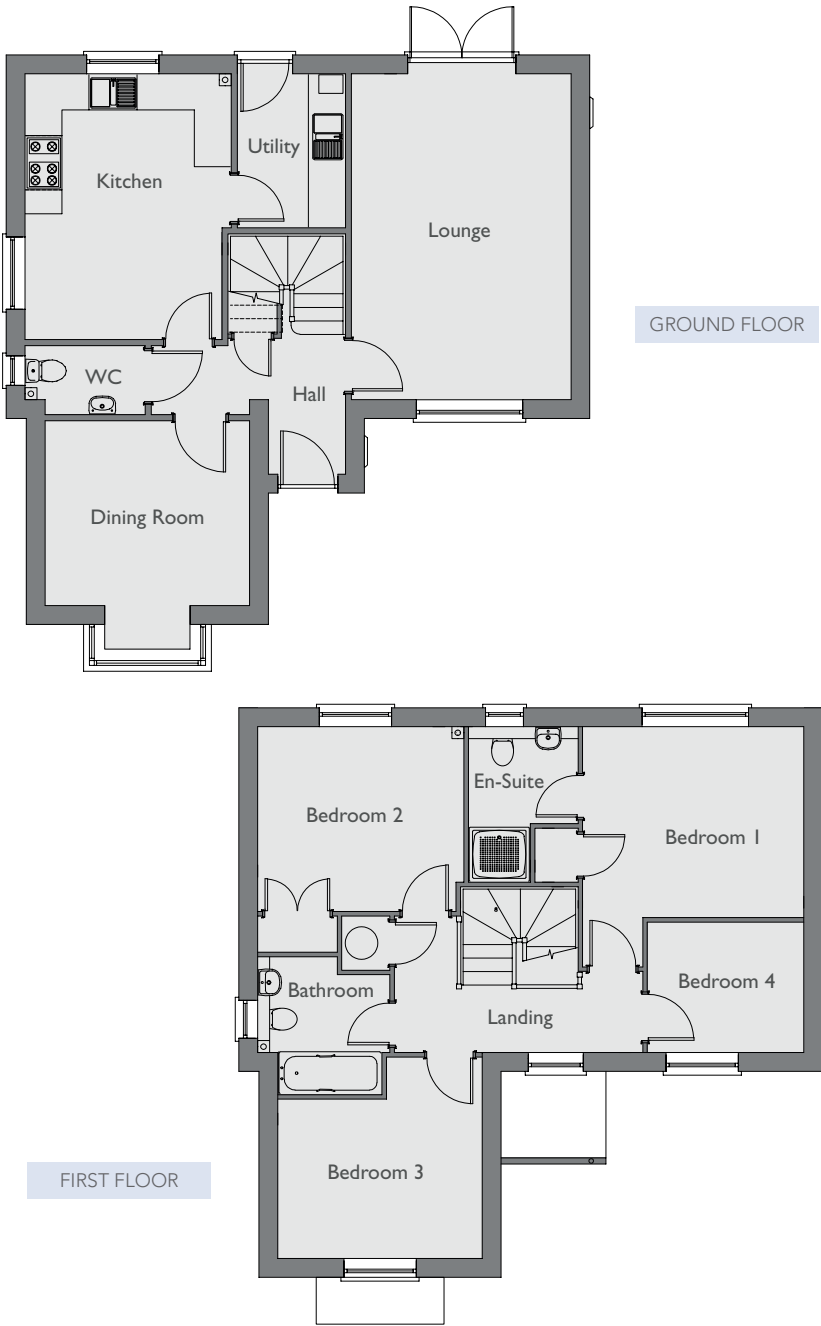 Utility
Kitchen
Lounge
GROUND FLOOR
WC
Hall
Dining Room
En-Suite
Bedroom 2
Bedroom 1
Bedroom 4
Bathroom
Landing
Bedroom 3
FIRST FLOOR